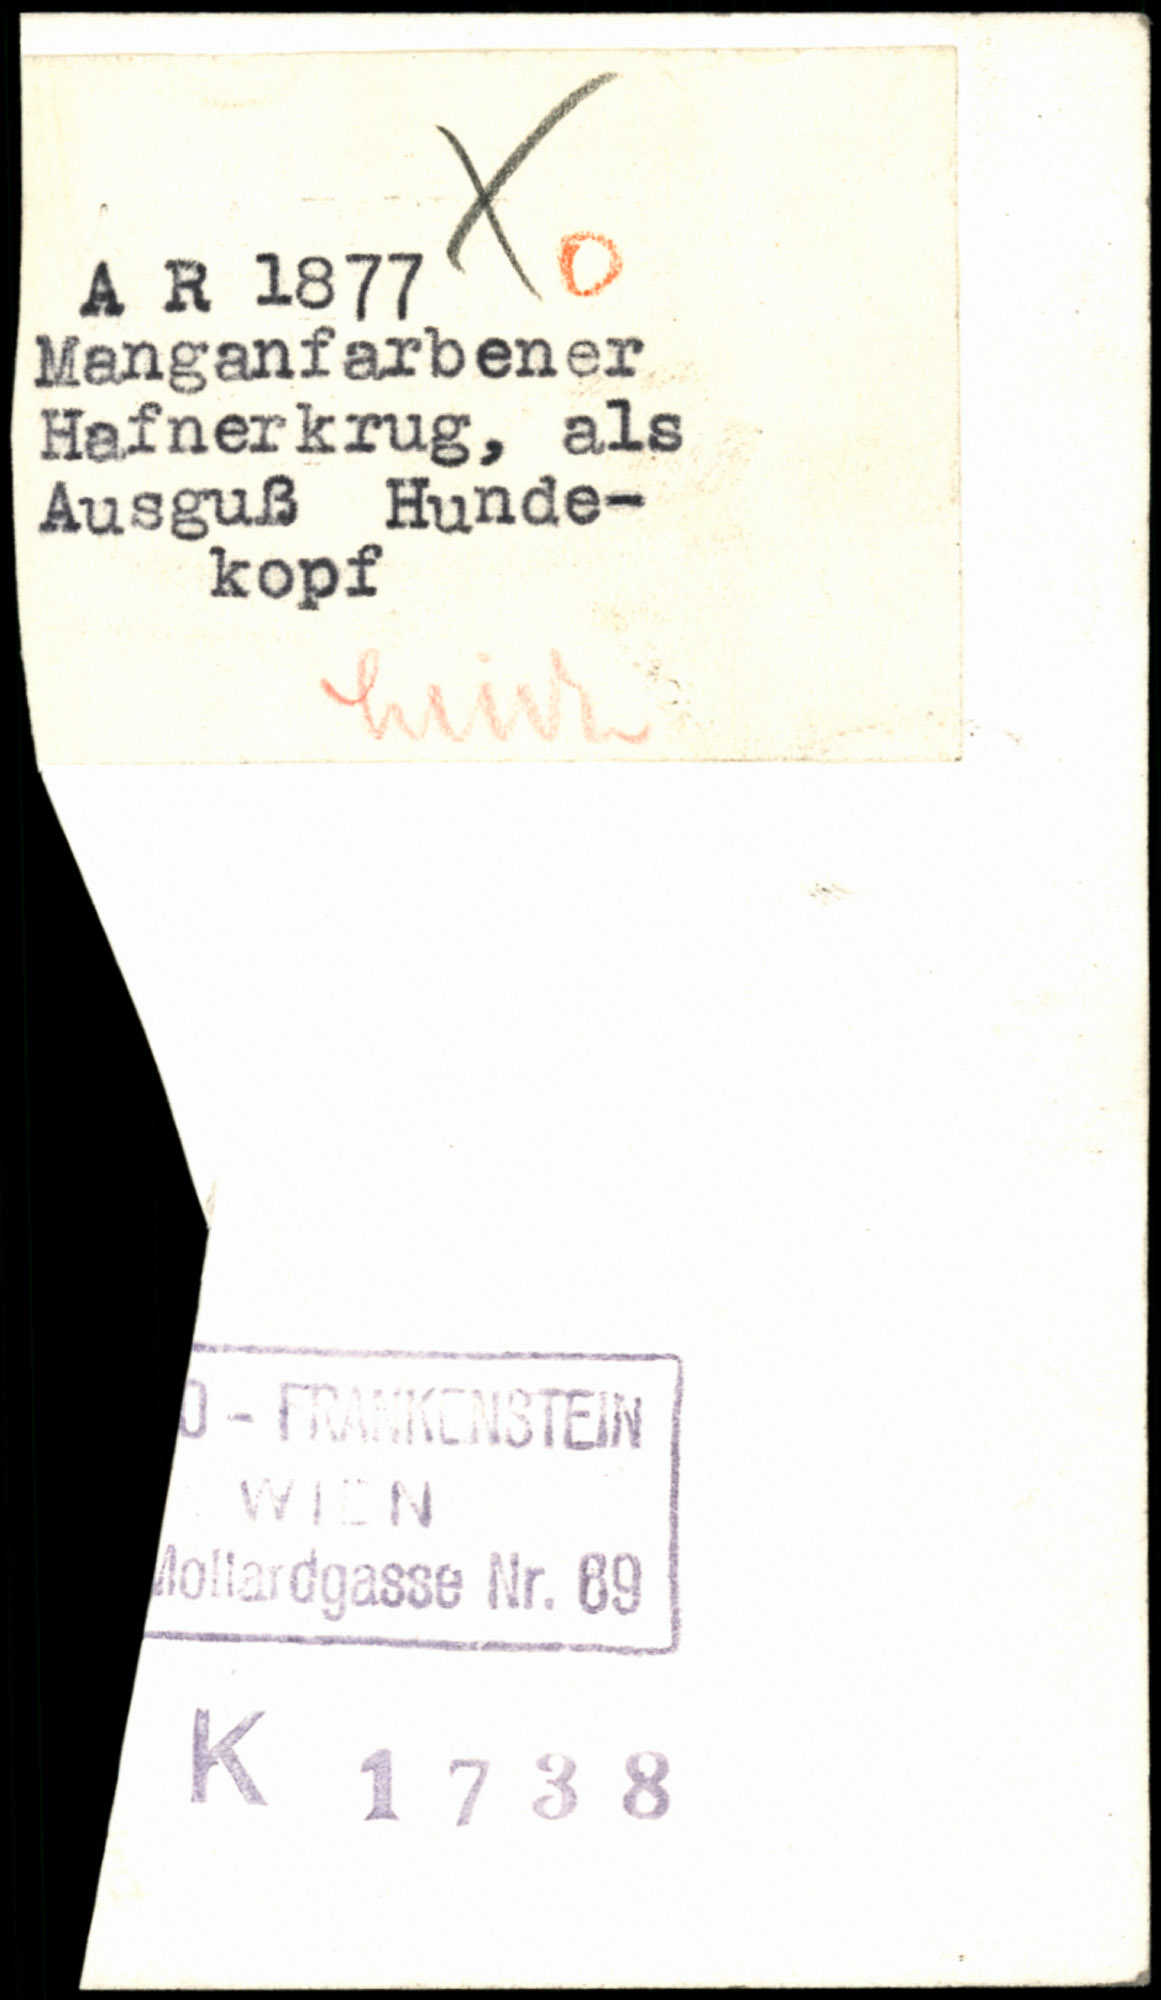 X O
A R 1877
Manganfarbener
Hafnerkrug, als
Ausguß Hunde-
kopf
O - FRANKENSTEIN
WIEN
Mollardgasse Nr. 69
K 1738